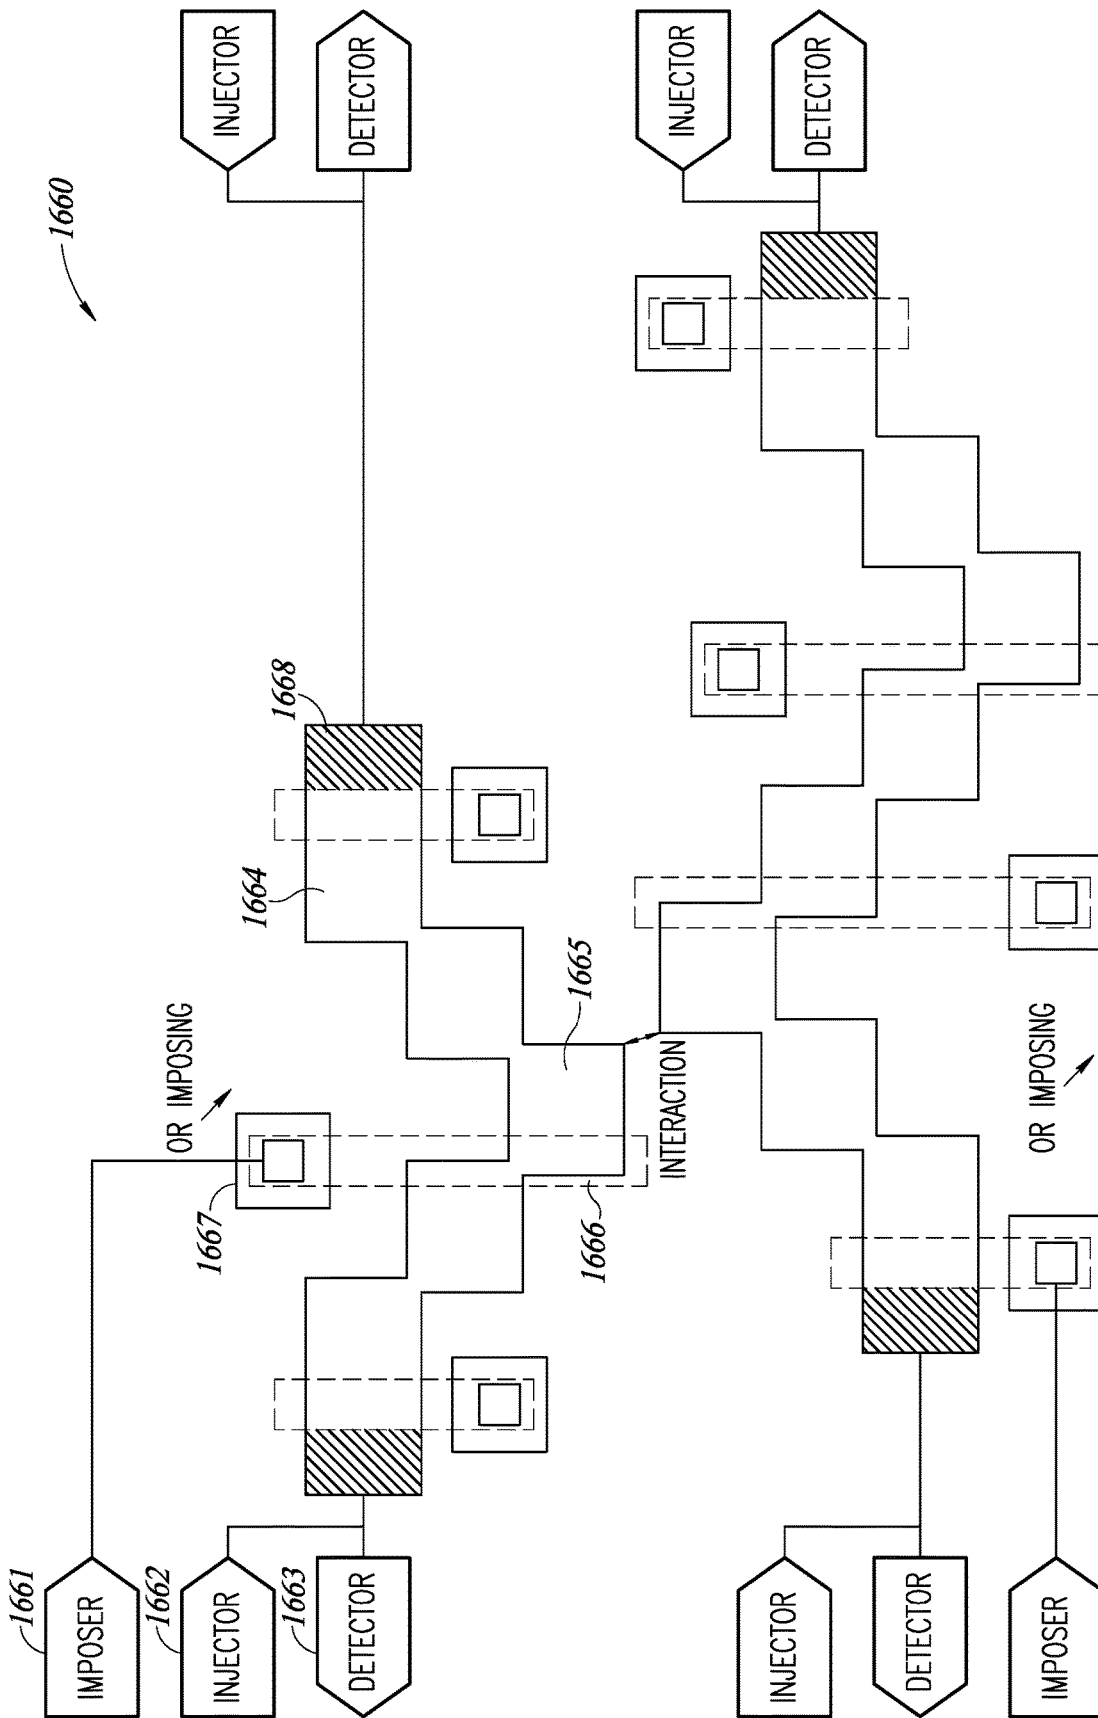 1660
INJECTOR
DETECTOR
INJECTOR
DETECTOR
1668
1664
1665
OR IMPOSING
1667
1666
INTERACTION
OR IMPOSING
1661
IMPOSER
1662
INJECTOR
1663
DETECTOR
INJECTOR
DETECTOR
IMPOSER